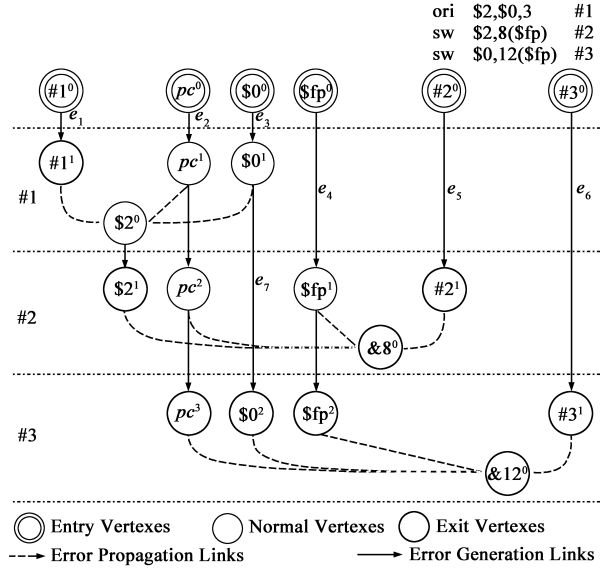 ori $2,$0,3 #1
sw $2,8($fp) #2
sw $0,12($fp) #3
#1⁰ pc⁰ $0⁰ $fp⁰ #2⁰ #3⁰
e₁ e₂ e₃
#1¹ pc¹ $0¹
#1 e₄ e₅ e₆
$2⁰
$2¹ pc² e₇ $fp¹ #2¹
#2
&8⁰
pc³ $0² $fp² #3¹
#3
&12⁰
Entry Vertexes Normal Vertexes Exit Vertexes
Error Propagation Links Error Generation Links